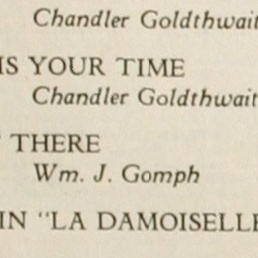 Chandler Goldthwait
IS YOUR TIME
Chandler Goldthwait
THERE
Wm. J. Gomph
IN "LA DAMOISELLE